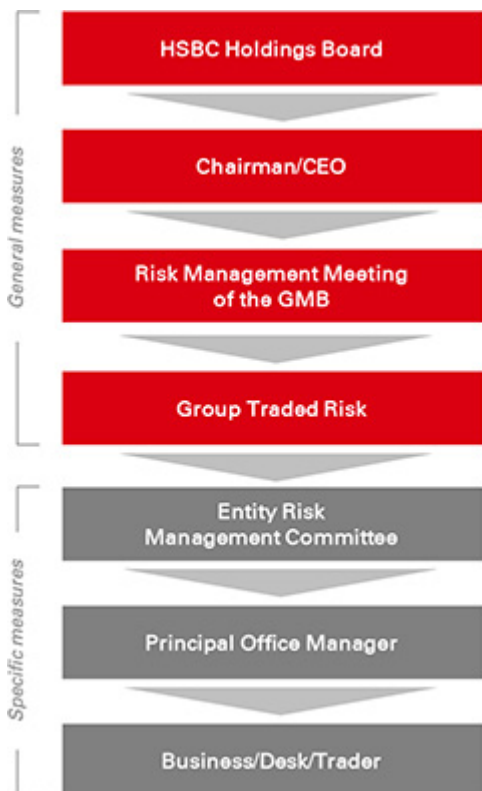 General measures
HSBC Holdings Board
Chairman/CEO
Risk Management Meeting
of the GMB
Group Traded Risk
Specific measures
Entity Risk
Management Committee
Principal Office Manager
Business/Desk/Trader